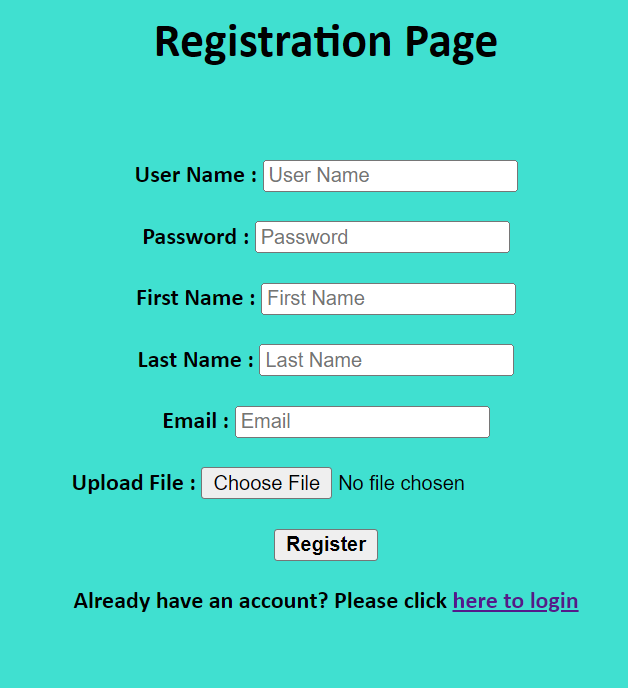 Registration Page
User Name : User Name
Password : Password
First Name : First Name
Last Name : Last Name
Email : Email
Upload File : Choose File No file chosen
Register
Already have an account? Please click here to login